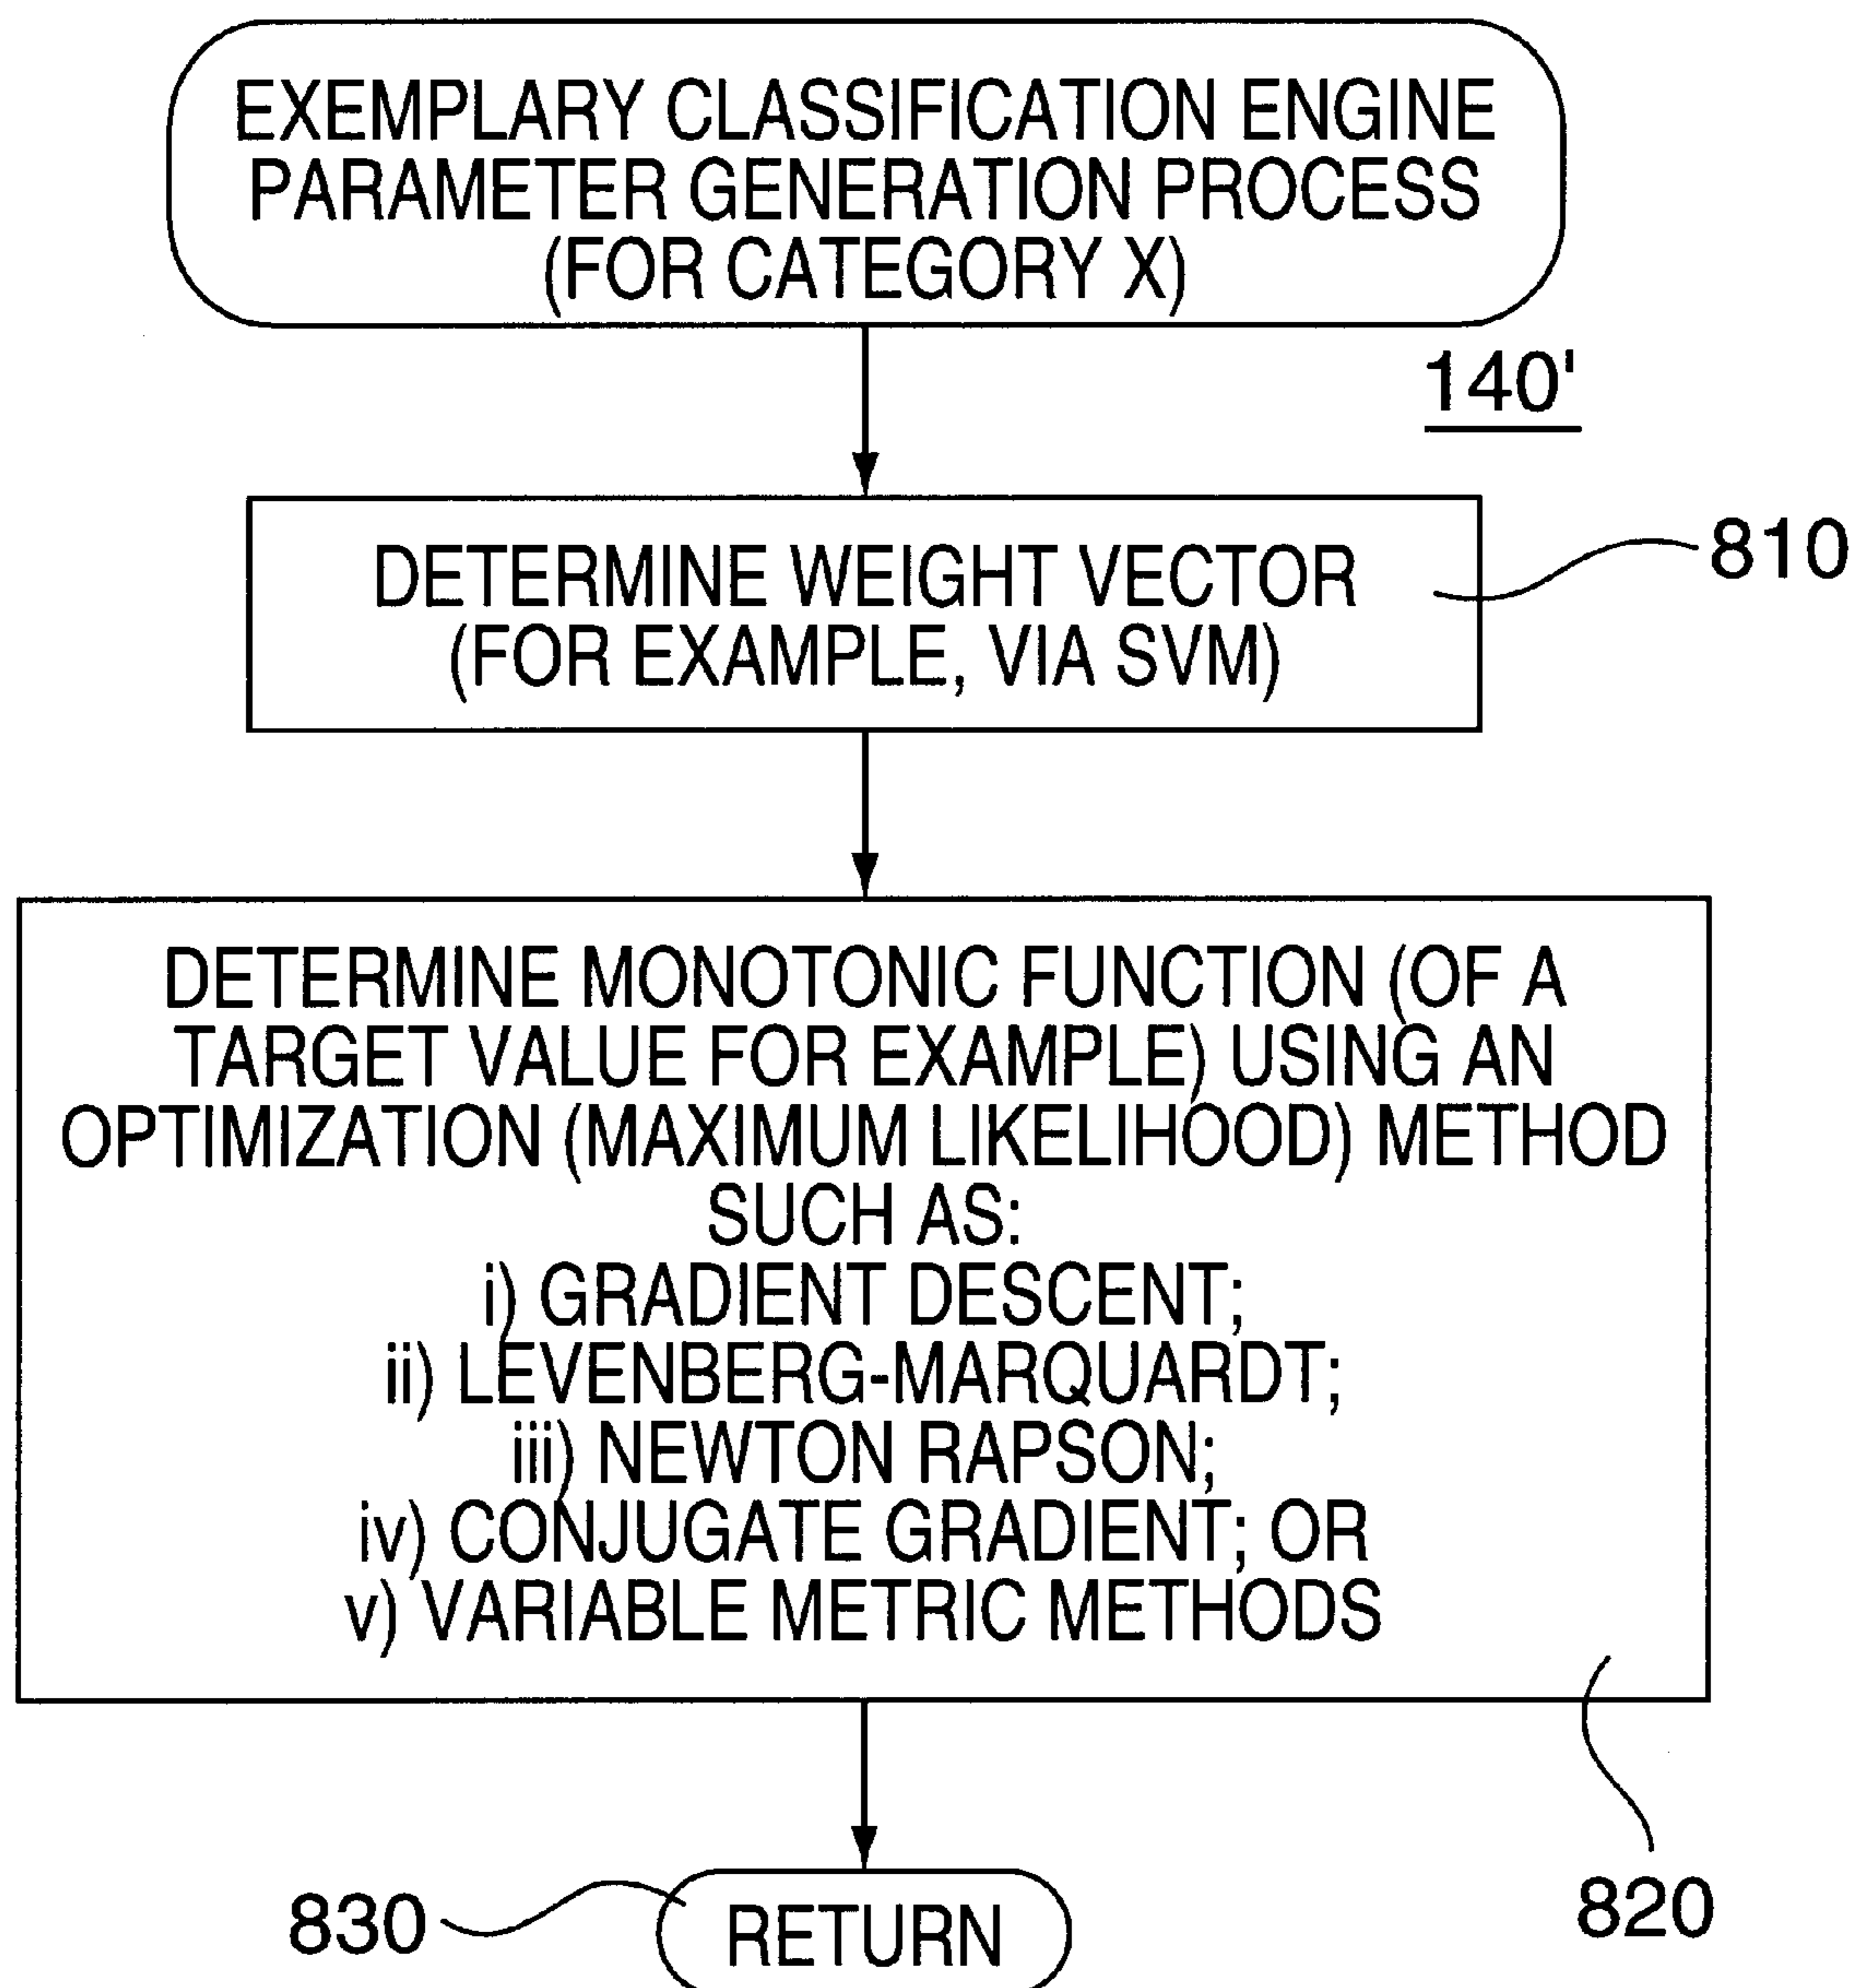 EXEMPLARY CLASSIFICATION ENGINE
PARAMETER GENERATION PROCESS
(FOR CATEGORY X)
140'
DETERMINE WEIGHT VECTOR
(FOR EXAMPLE, VIA SVM)
810
DETERMINE MONOTONIC FUNCTION (OF A
TARGET VALUE FOR EXAMPLE) USING AN
OPTIMIZATION (MAXIMUM LIKELIHOOD) METHOD
SUCH AS:
i) GRADIENT DESCENT;
ii) LEVENBERG-MARQUARDT;
iii) NEWTON RAPSON;
iv) CONJUGATE GRADIENT; OR
v) VARIABLE METRIC METHODS
820
830
RETURN